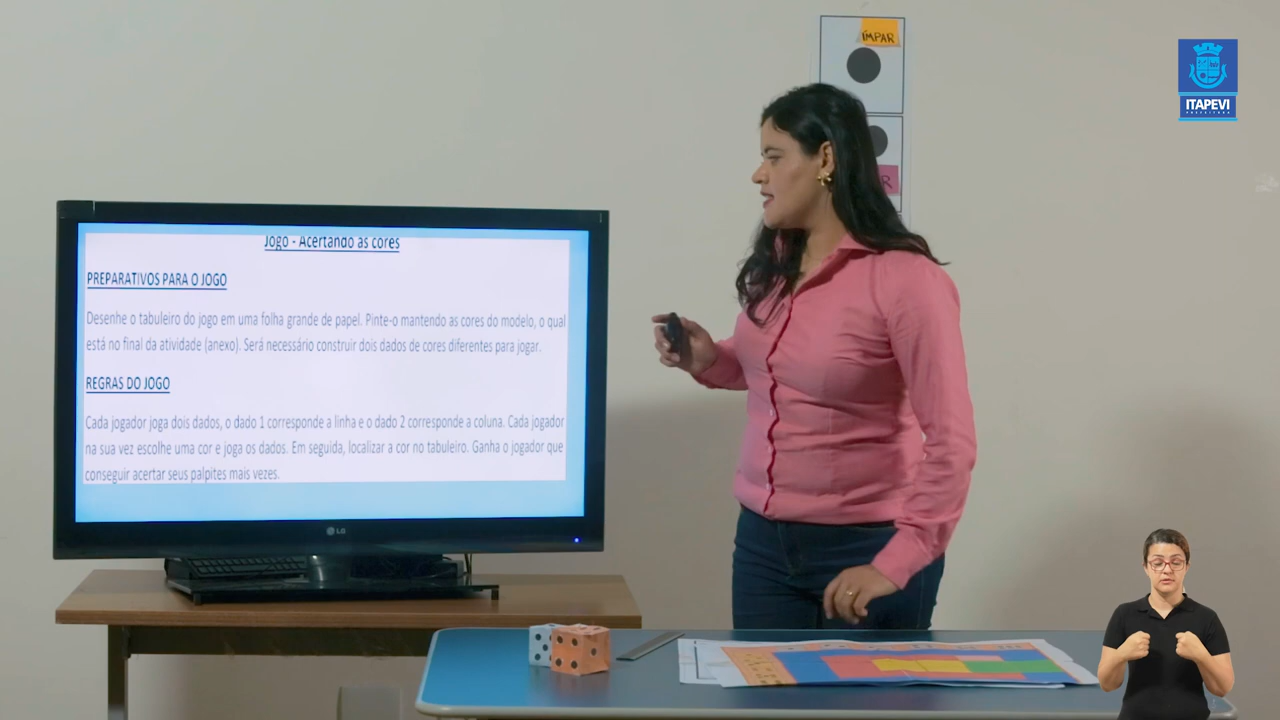 ÍMPAR
ITAPEVI
PREFEITURA
R
Jogo - Acertando as cores
PREPARATIVOS PARA O JOGO
Desenhe o tabuleiro do jogo em uma folha grande de papel. Pinte-o mantendo as cores do modelo, o qual
está no final da atividade (anexo). Será necessário construir dois dados de cores diferentes para jogar.
REGRAS DO JOGO
Cada jogador joga dois dados, o dado 1 corresponde a linha e o dado 2 corresponde a coluna. Cada jogador
na sua vez escolhe uma cor e joga os dados. Em seguida, localizar a cor no tabuleiro. Ganha o jogador que
conseguir acertar seus palpites mais vezes.
LG